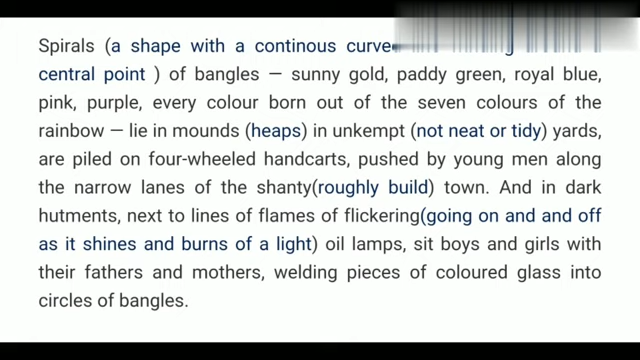 Spirals (a shape with a continous curve
central point ) of bangles — sunny gold, paddy green, royal blue,
pink, purple, every colour born out of the seven colours of the
rainbow — lie in mounds (heaps) in unkempt (not neat or tidy) yards,
are piled on four-wheeled handcarts, pushed by young men along
the narrow lanes of the shanty(roughly build) town. And in dark
hutments, next to lines of flames of flickering(going on and and off
as it shines and burns of a light) oil lamps, sit boys and girls with
their fathers and mothers, welding pieces of coloured glass into
circles of bangles.